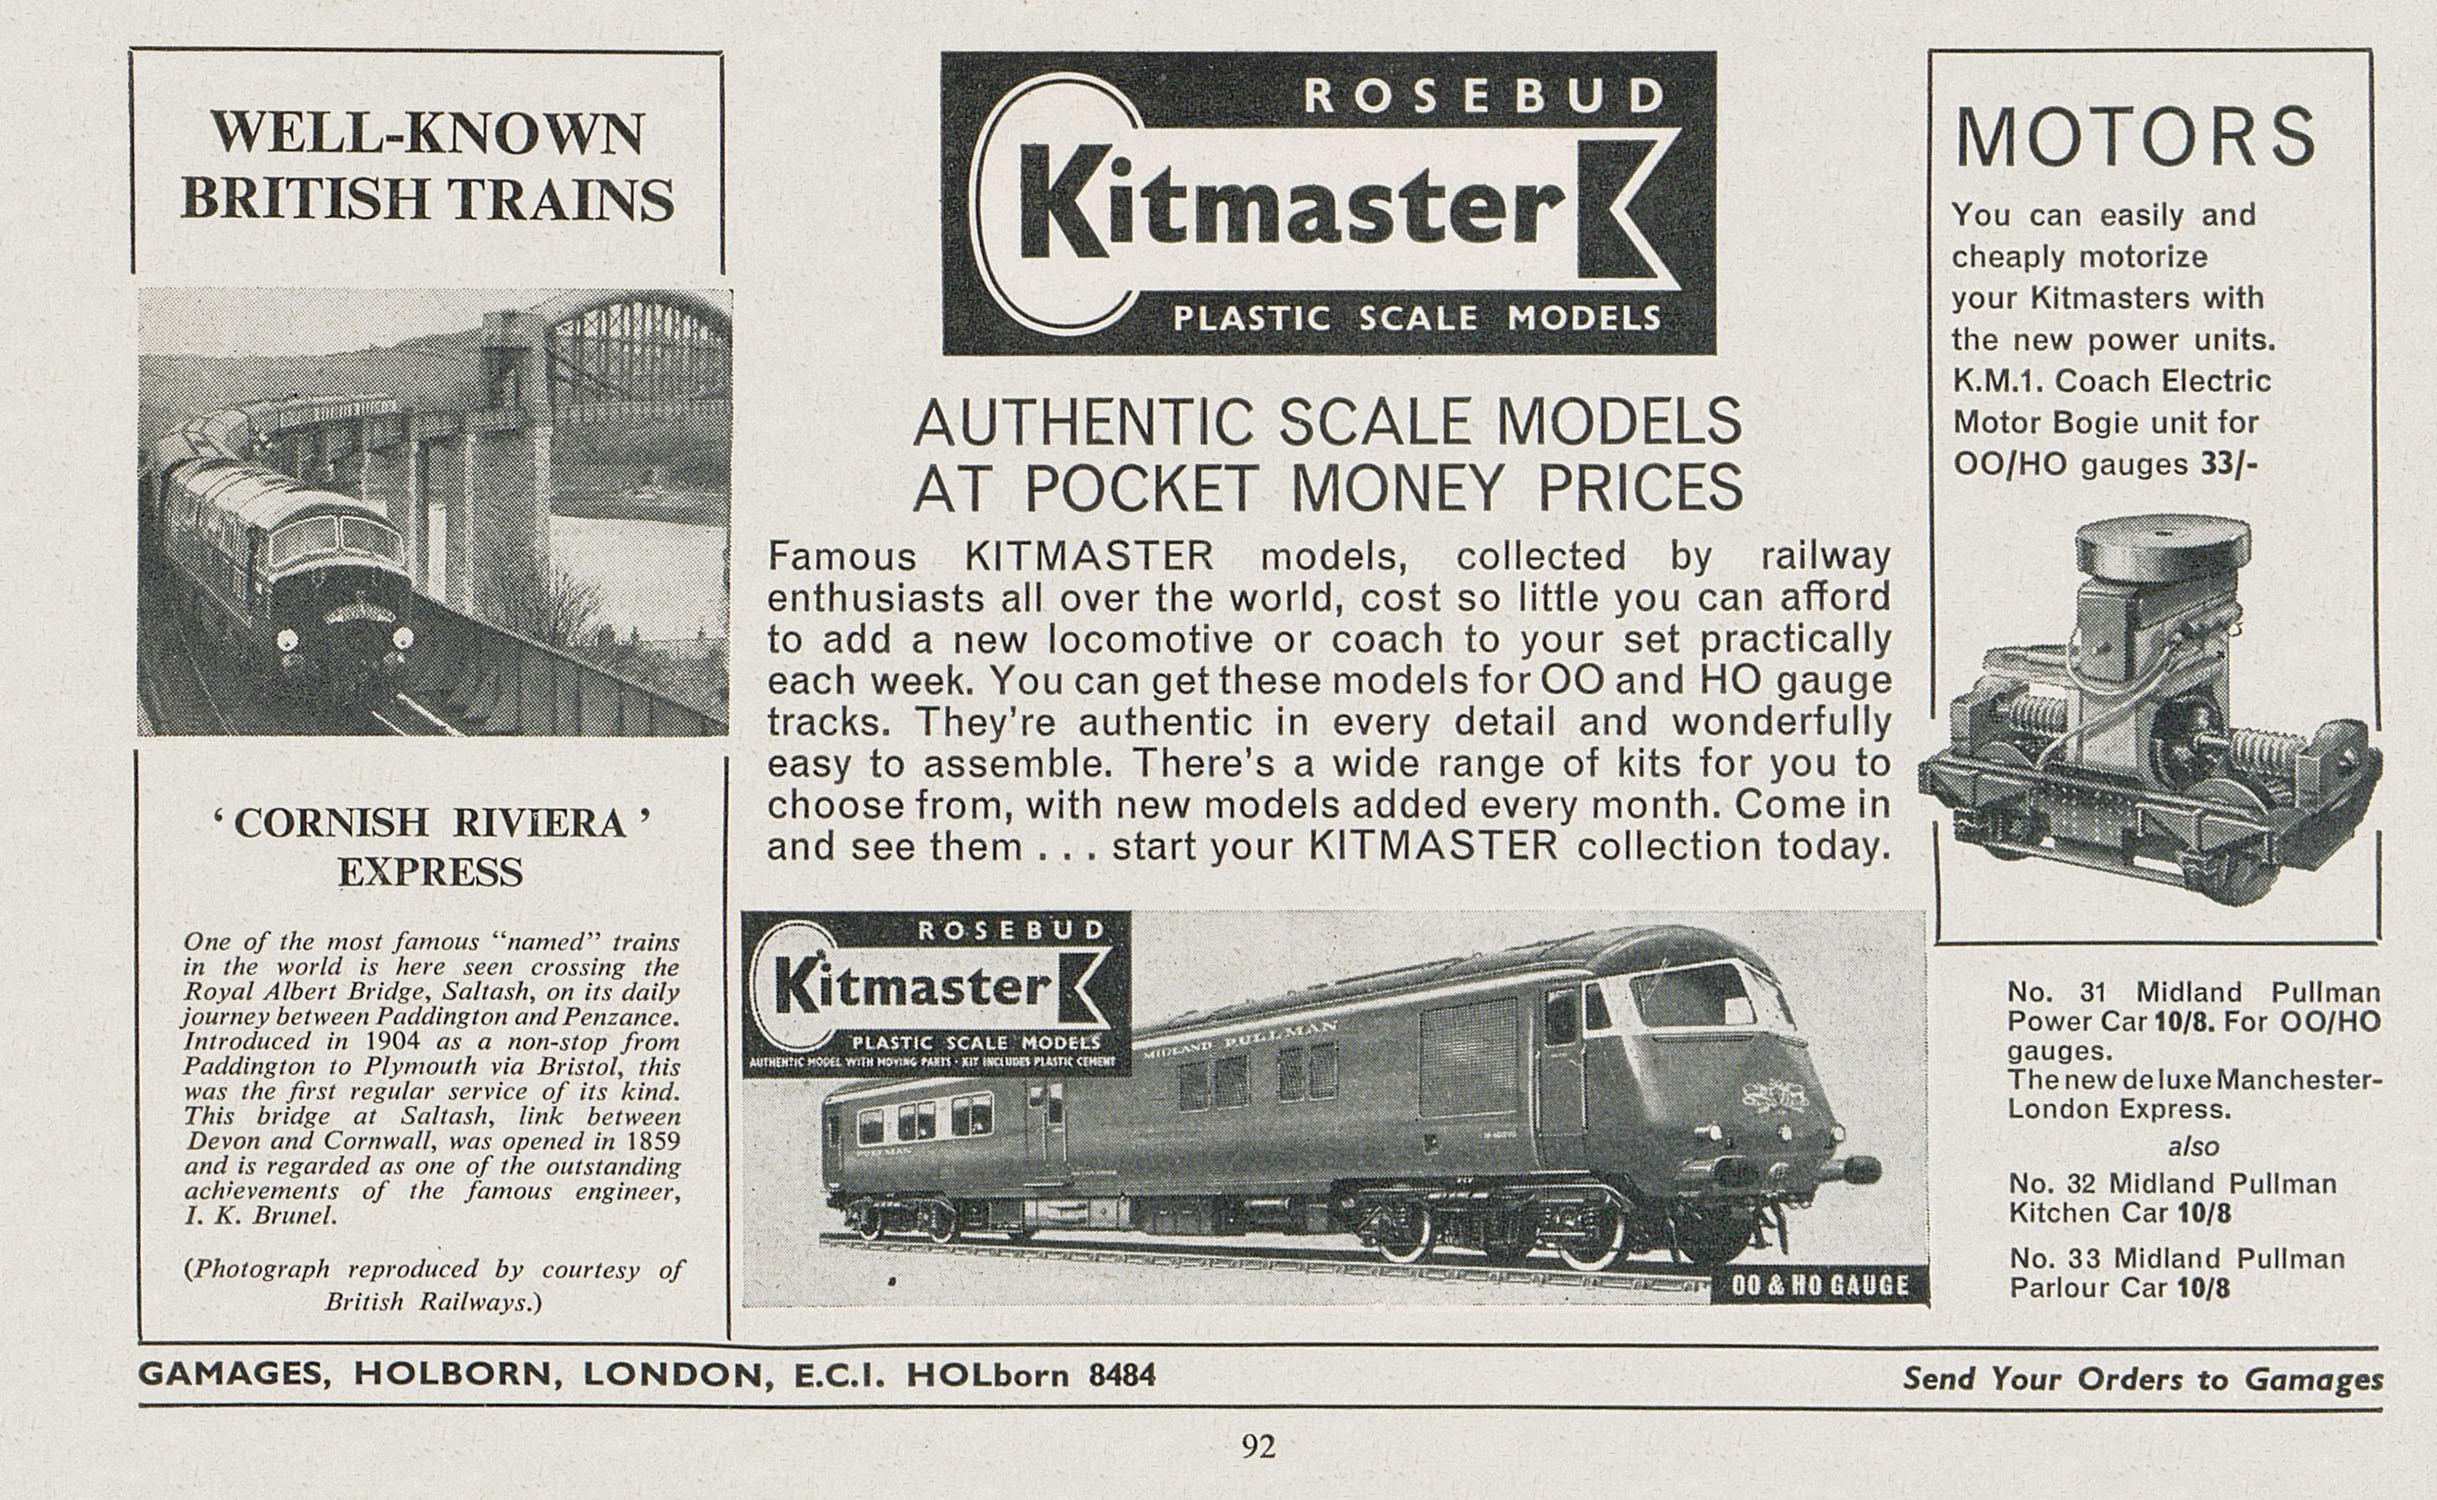 WELL-KNOWN
BRITISH TRAINS
'CORNISH RIVIERA'
EXPRESS
One of the most famous “named” trains
in the world is here seen crossing the
Royal Albert Bridge, Saltash, on its daily
journey between Paddington and Penzance.
Introduced in 1904 as a non-stop from
Paddington to Plymouth via Bristol, this
was the first regular service of its kind.
This bridge at Saltash, link between
Devon and Cornwall, was opened in 1859
and is regarded as one of the outstanding
achievements of the famous engineer,
I. K. Brunel.
(Photograph reproduced by courtesy of
British Railways.)
ROSEBUD
Kitmaster
PLASTIC SCALE MODELS
AUTHENTIC SCALE MODELS
AT POCKET MONEY PRICES
Famous KITMASTER models, collected by railway
enthusiasts all over the world, cost so little you can afford
to add a new locomotive or coach to your set practically
each week. You can get these models for OO and HO gauge
tracks. They're authentic in every detail and wonderfully
easy to assemble. There's a wide range of kits for you to
choose from, with new models added every month. Come in
and see them . . . start your KITMASTER collection today.
ROSEBUD
Kitmaster
PLASTIC SCALE MODELS
AUTHENTIC MODEL WITH MOVING PARTS · KIT INCLUDES PLASTIC CEMENT
MIDLAND PULLMAN
PULLMAN
OO & HO GAUGE
MOTORS
You can easily and
cheaply motorize
your Kitmasters with
the new power units.
K.M.1. Coach Electric
Motor Bogie unit for
OO/HO gauges 33/-
No. 31 Midland Pullman
Power Car 10/8. For OO/HO
gauges.
The new de luxe Manchester-
London Express.
also
No. 32 Midland Pullman
Kitchen Car 10/8
No. 33 Midland Pullman
Parlour Car 10/8
GAMAGES, HOLBORN, LONDON, E.C.I. HOLborn 8484
Send Your Orders to Gamages
92